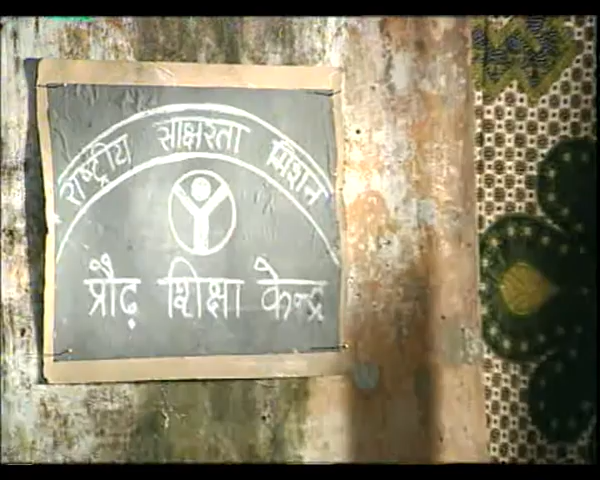 राष्ट्रीय साक्षरता मिशन
प्रौढ़ शिक्षा केन्द्र